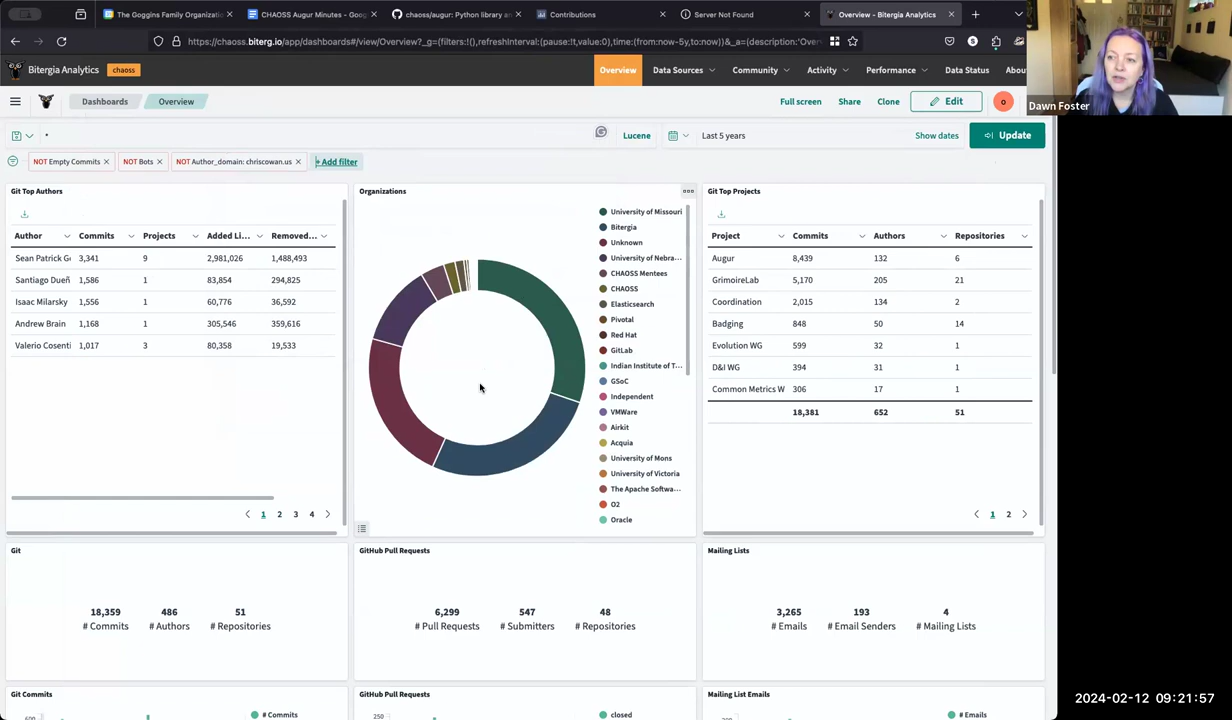 The Goggins Family Organizatio
CHAOSS Augur Minutes - Goog
chaoss/augur: Python library an
Contributions
Server Not Found
Overview - Bitergia Analytics
https://chaoss.biterg.io/app/dashboards#/view/Overview?_g=(filters:!(),refreshInterval:(pause:!t,value:0),time:(from:now-5y,to:now))&_a=(description:'Over
Bitergia Analytics
chaoss
Overview
Data Sources
Community
Activity
Performance
Data Status
Abou
Dawn Foster
Dashboards
Overview
Full screen
Share
Clone
Edit
o
*
Lucene
Last 5 years
Show dates
Update
NOT Empty Commits
NOT Bots
NOT Author_domain: chriscowan.us
+ Add filter
Git Top Authors
Author Commits Projects Added Li... Removed...
Sean Patrick G 3,341 9 2,981,026 1,488,493
Santiago Dueñ 1,586 1 83,854 294,825
Isaac Milarsky 1,556 1 60,776 36,592
Andrew Brain 1,168 1 305,546 359,616
Valerio Cosenti 1,017 3 80,358 19,533
1 2 3 4
Organizations
University of Missouri
Bitergia
Unknown
University of Nebra...
CHAOSS Mentees
CHAOSS
Elasticsearch
Pivotal
Red Hat
GitLab
Indian Institute of T...
GSoC
Independent
VMWare
Airkit
Acquia
University of Mons
University of Victoria
The Apache Softwa...
O2
Oracle
Git Top Projects
Project Commits Authors Repositories
Augur 8,439 132 6
GrimoireLab 5,170 205 21
Coordination 2,015 134 2
Badging 848 50 14
Evolution WG 599 32 1
D&I WG 394 31 1
Common Metrics W 306 17 1
18,381 652 51
1 2
Git
18,359 486 51
# Commits # Authors # Repositories
GitHub Pull Requests
6,299 547 48
# Pull Requests # Submitters # Repositories
Mailing Lists
3,265 193 4
# Emails # Email Senders # Mailing Lists
Git Commits
600
# Commits
GitHub Pull Requests
250
closed
Mailing List Emails
# Emails
2024-02-12 09:21:57